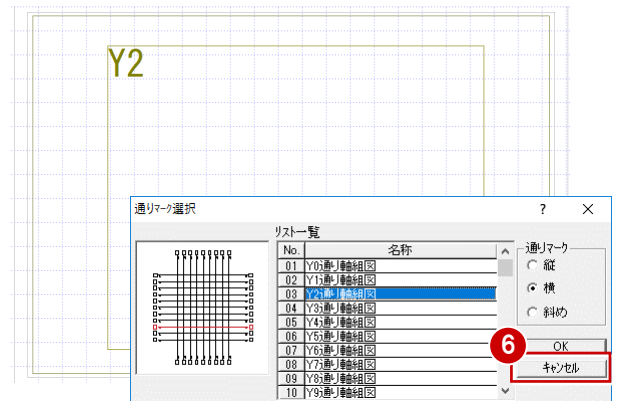 Y2
通りマーク選択 ? ×
リスト一覧
No. 名称
01 Y0通り軸組図
02 Y1通り軸組図
03 Y2通り軸組図
04 Y3通り軸組図
05 Y4通り軸組図
06 Y5通り軸組図
07 Y6通り軸組図
08 Y7通り軸組図
09 Y8通り軸組図
10 Y9通り軸組図
通りマーク
縦
横
斜め
6
OK
キャンセル